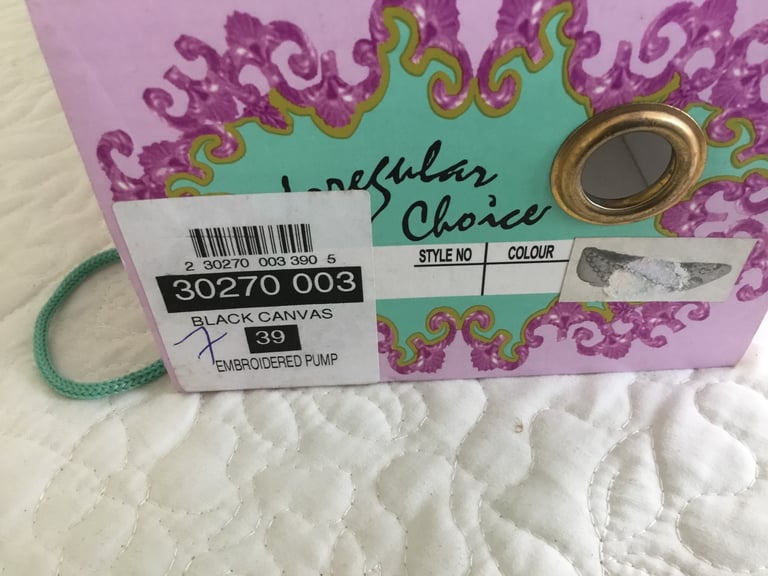 Irregular
Choice
STYLE NO COLOUR
2 30270 003 390 5
30270 003
BLACK CANVAS
7 39
EMBROIDERED PUMP